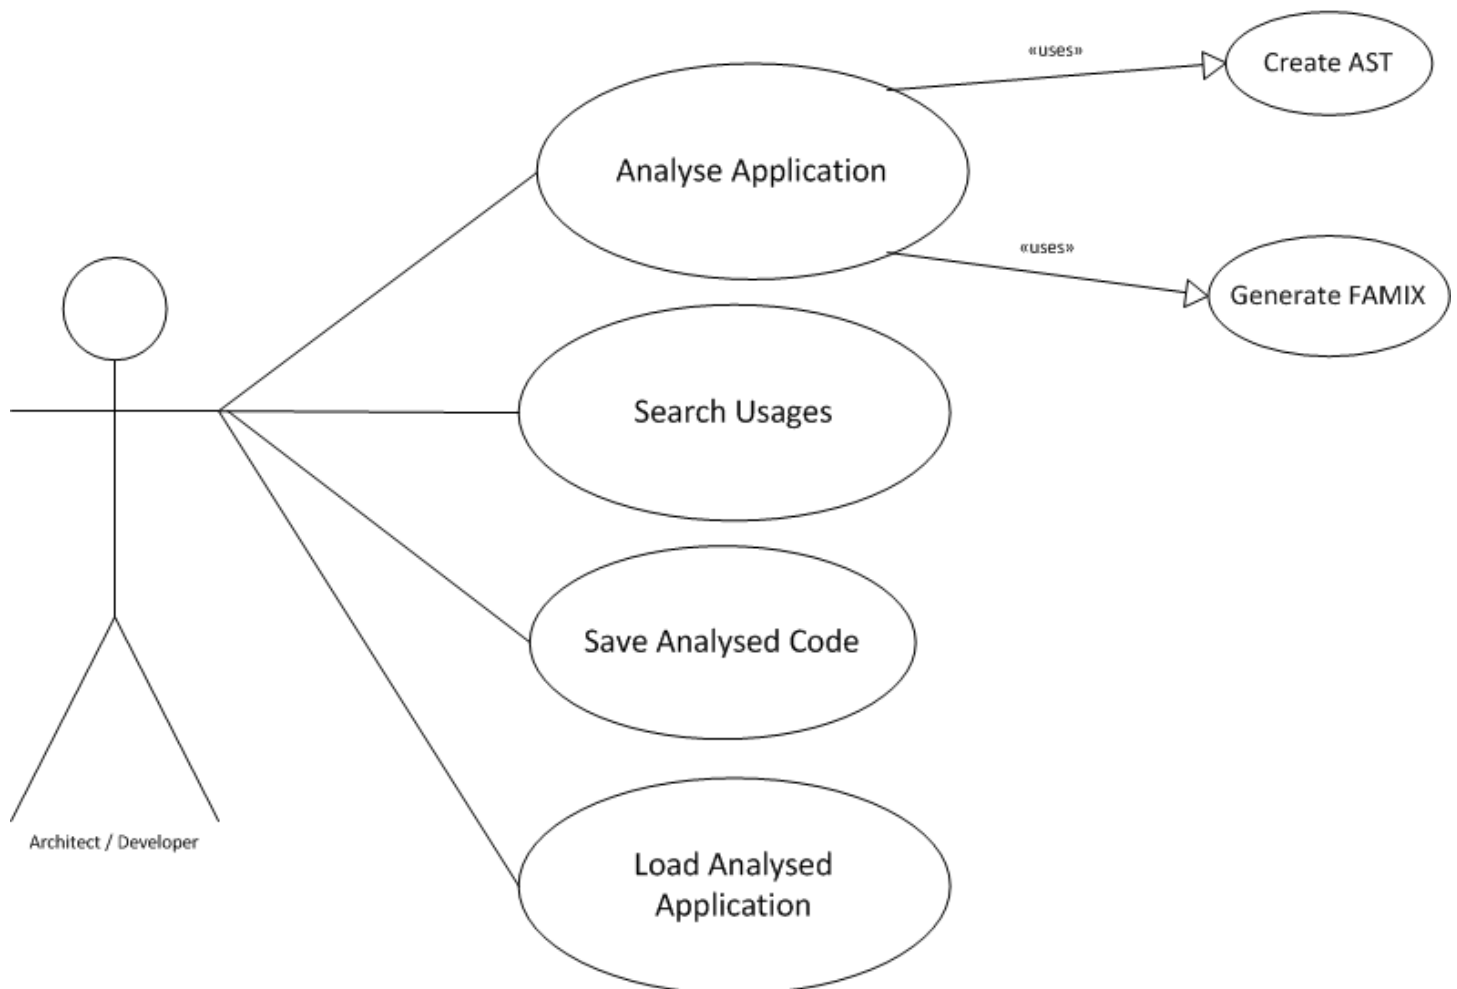 «uses»
Create AST
Analyse Application
«uses»
Generate FAMIX
Search Usages
Save Analysed Code
Architect / Developer
Load Analysed
Application